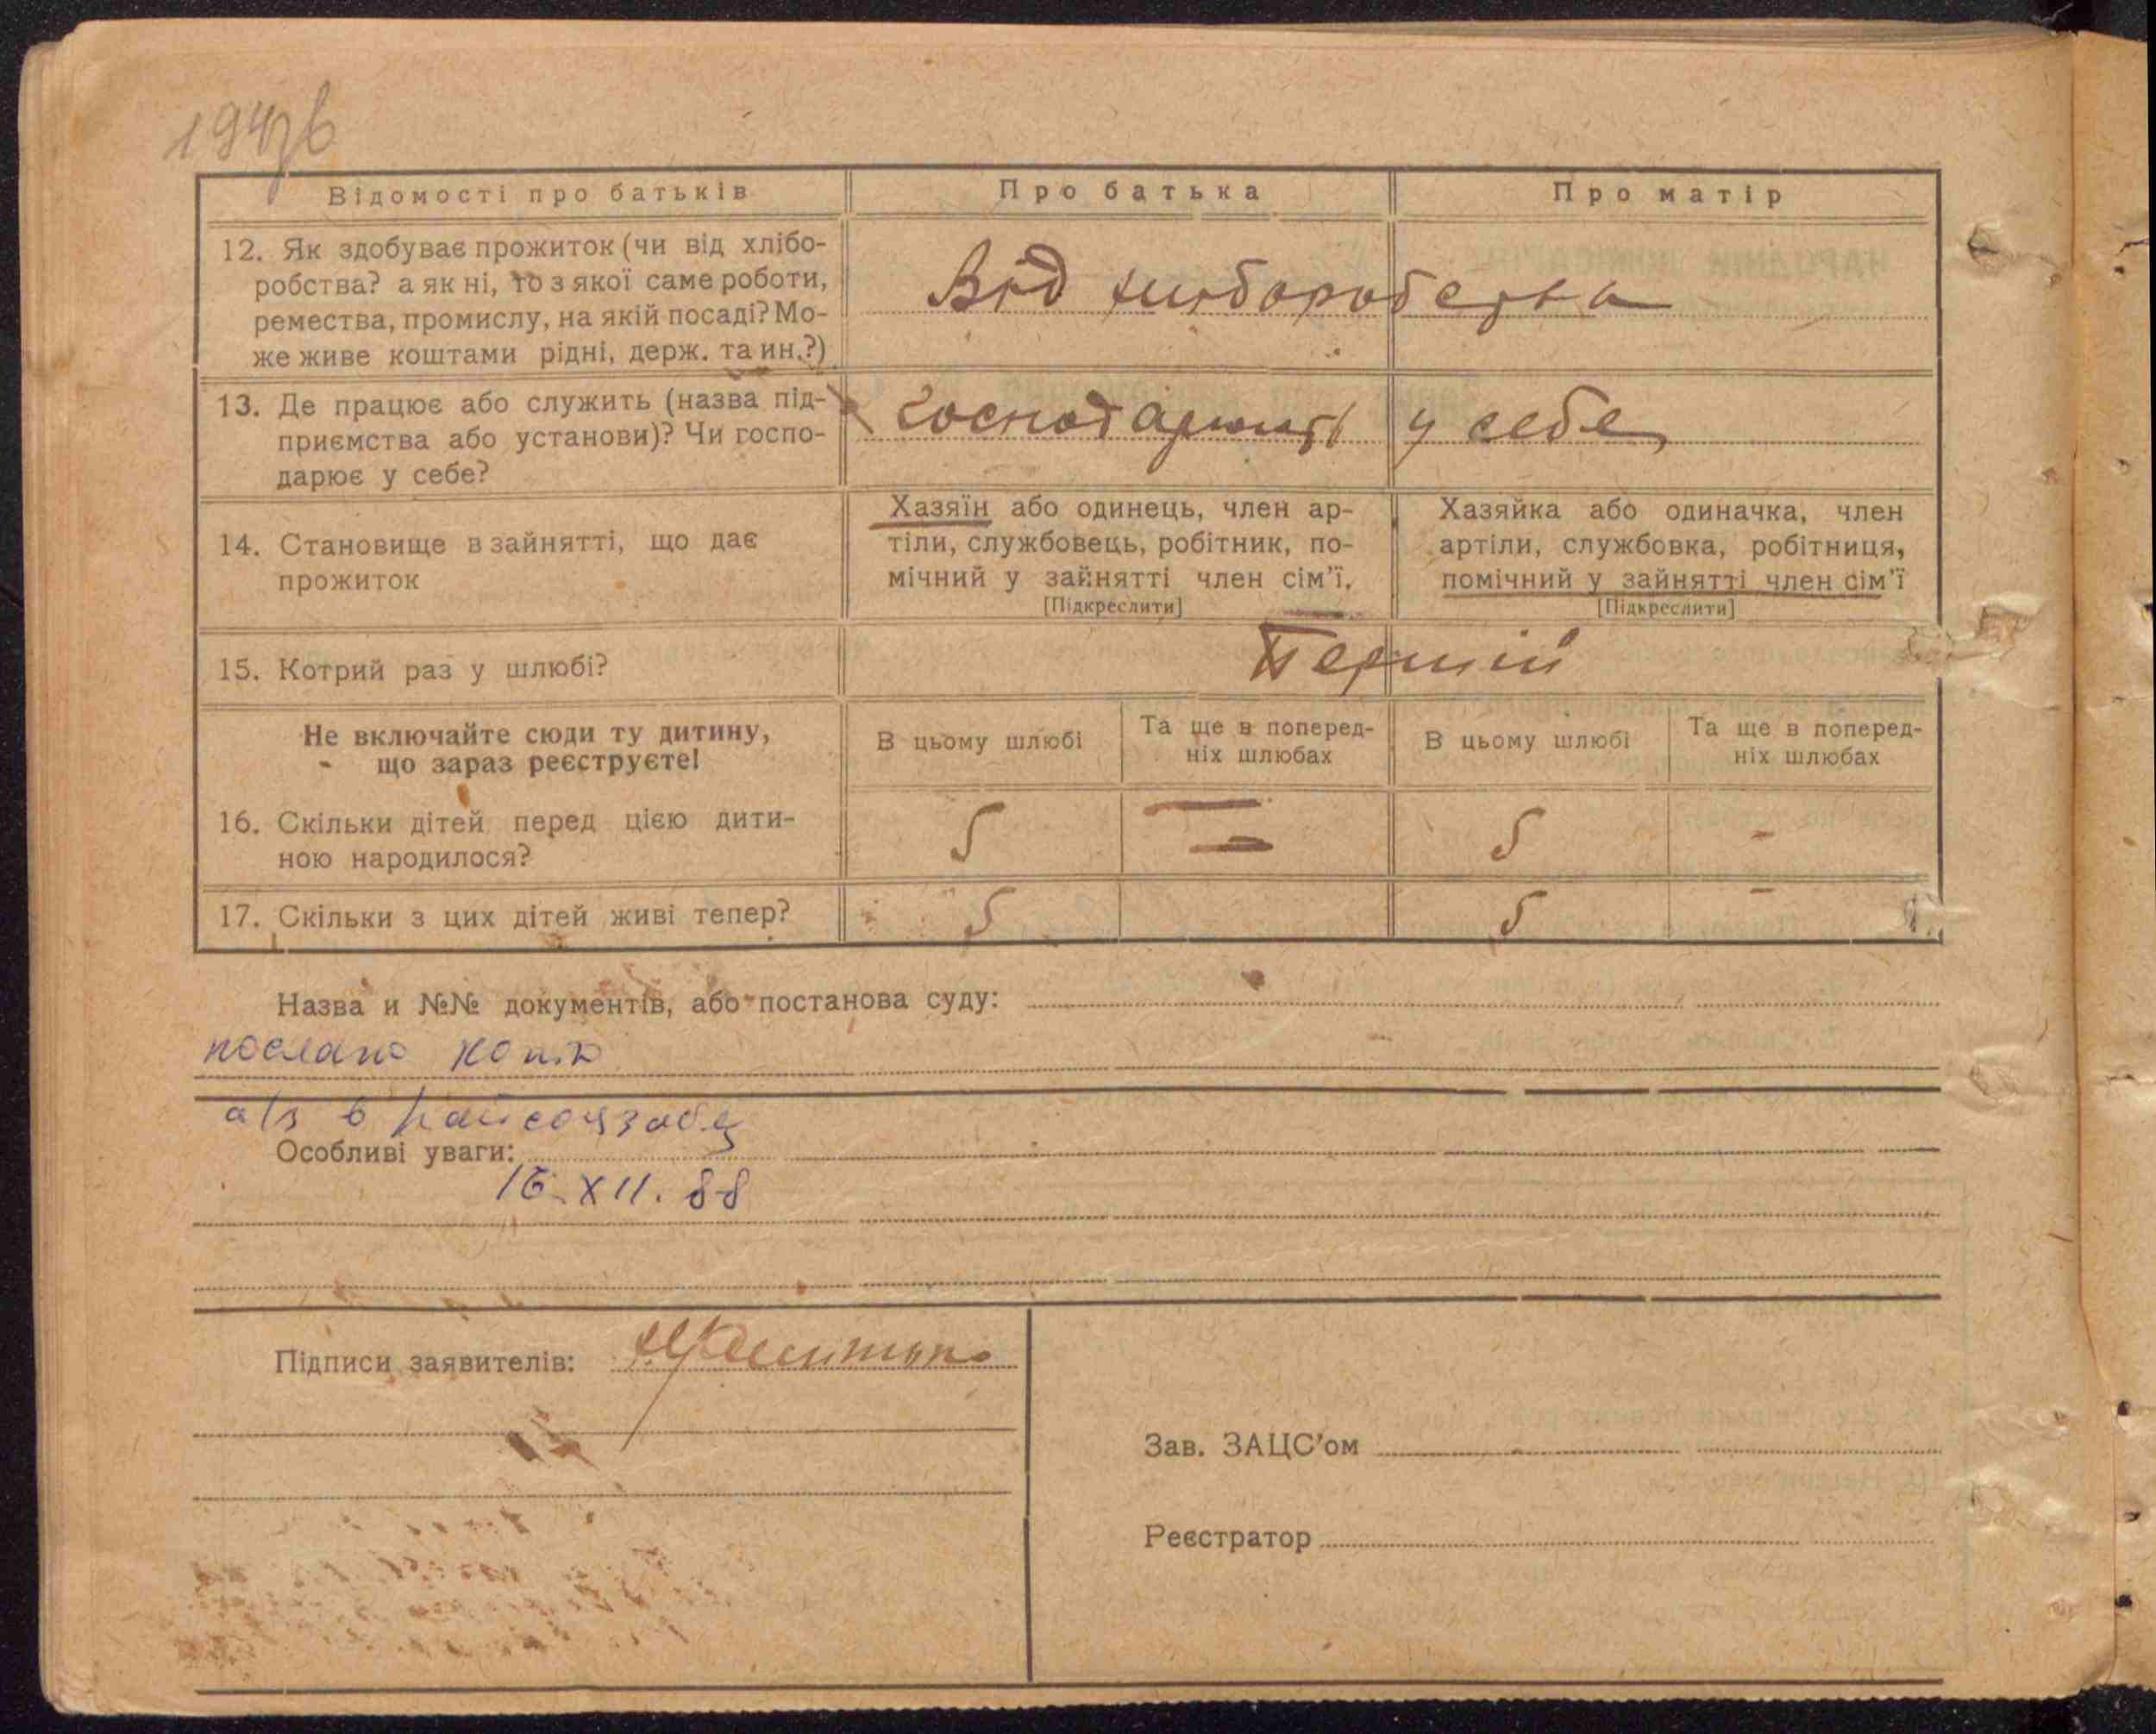 194зв
Відомості про батьків
Про батька
Про матір
12. Як здобуває прожиток (чи від хлібо-
робства? а як ні, то з якої саме роботи,
ремества, промислу, на якій посаді? Мо-
же живе коштами рідні, держ. та ин.?)
Від хліборобства
13. Де працює або служить (назва під-
приємства або установи)? Чи госпо-
дарює у себе?
господарюють у себе
14. Становище в зайнятті, що дає
прожиток
Хазяїн або одинець, член ар-
тіли, службовець, робітник, по-
мічний у зайнятті член сім'ї.
[Підкреслити]
Хазяйка або одиначка, член
артіли, службовка, робітниця,
помічний у зайнятті член сім'ї
[Підкреслити]
15. Котрий раз у шлюбі?
Перший
Не включайте сюди ту дитину,
що зараз реєструєте!
В цьому шлюбі
Та ще в поперед-
ніх шлюбах
В цьому шлюбі
Та ще в поперед-
ніх шлюбах
16. Скільки дітей перед цією дити-
ною народилося?
5 — 5 -
17. Скільки з цих дітей живі тепер?
5 5 -
Назва и №№ документів, або постанова суду:
послано копію
а/з в райсоцзабез
Особливі уваги:
16.XII.88
Підписи заявителів:
Зав. ЗАЦС'ом
Реєстратор